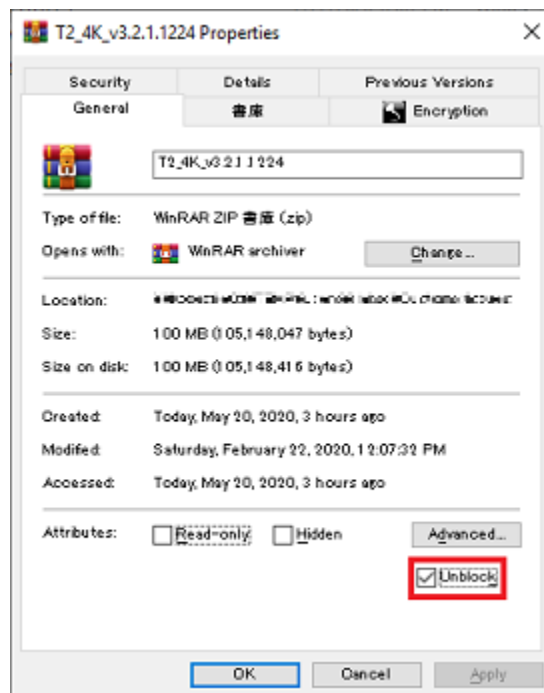 T2_4K_v3.2.1.1224 Properties
Security Details Previous Versions
General 書庫 Encryption
T2_4K_v3.2.1.1224
Type of file: WinRAR ZIP 書庫 (zip)
Opens with: WinRAR archiver Change...
Location:
Size: 100 MB (105,148,047 bytes)
Size on disk: 100 MB (105,148,416 bytes)
Created: Today, May 20, 2020, 3 hours ago
Modified: Saturday, February 22, 2020, 12:07:32 PM
Accessed: Today, May 20, 2020, 3 hours ago
Attributes: Read-only Hidden Advanced...
Unblock
OK Cancel Apply